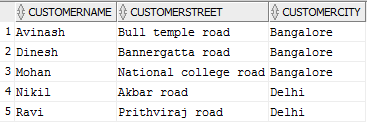 CUSTOMERNAME CUSTOMERSTREET CUSTOMERCITY
1 Avinash Bull temple road Bangalore
2 Dinesh Bannergatta road Bangalore
3 Mohan National college road Bangalore
4 Nikil Akbar road Delhi
5 Ravi Prithviraj road Delhi